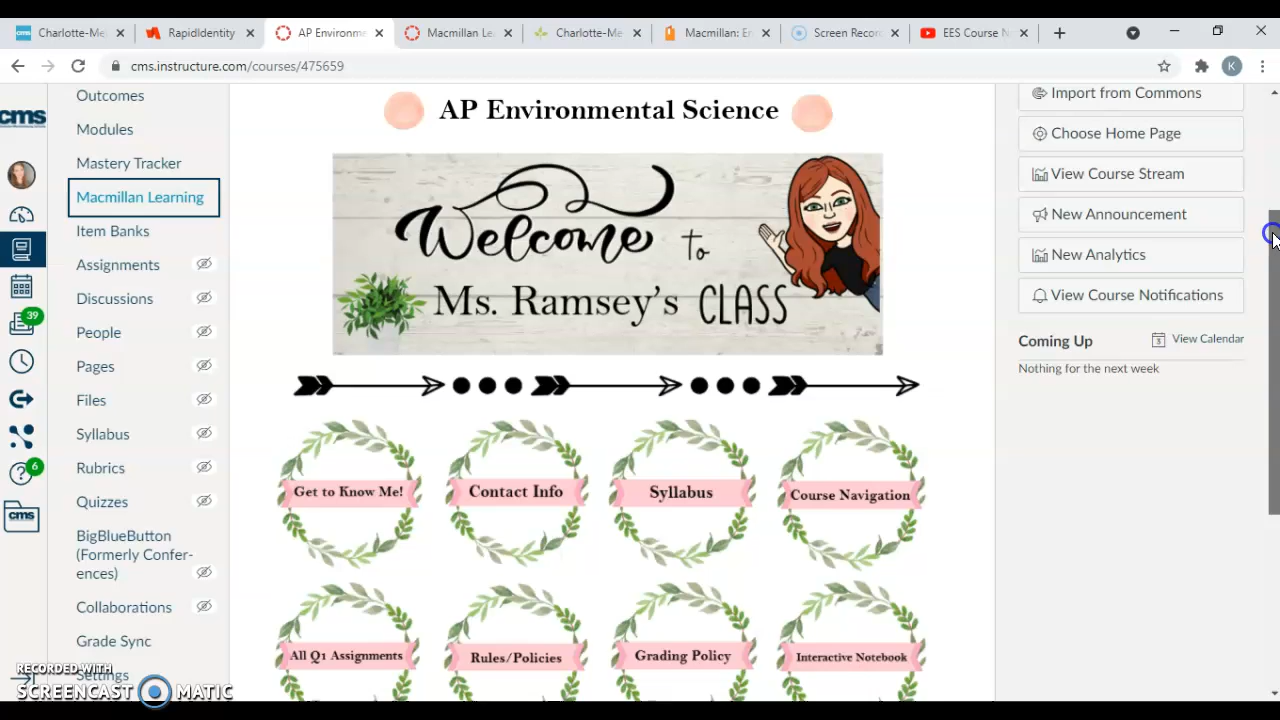 Charlotte-Me
RapidIdentity
AP Environme
Macmillan Le
Charlotte-Me
Macmillan: E
Screen Recor
EES Course N
cms.instructure.com/courses/475659
K
cms
39
6
cms
Outcomes
Modules
Mastery Tracker
Macmillan Learning
Item Banks
Assignments
Discussions
People
Pages
Files
Syllabus
Rubrics
Quizzes
BigBlueButton
(Formerly Confer-
ences)
Collaborations
Grade Sync
Settings
AP Environmental Science
Welcome to
Ms. Ramsey's CLASS
Get to Know Me!
Contact Info
Syllabus
Course Navigation
All Q1 Assignments
Rules/Policies
Grading Policy
Interactive Notebook
Import from Commons
Choose Home Page
View Course Stream
New Announcement
New Analytics
View Course Notifications
Coming Up
View Calendar
Nothing for the next week
RECORDED WITH
SCREENCAST MATIC